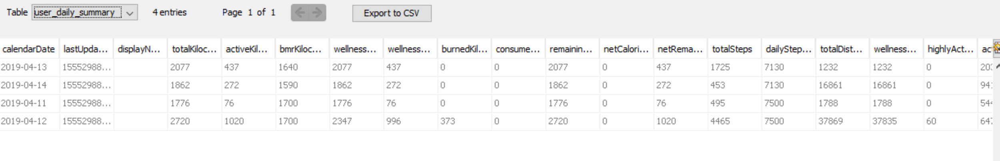 Table user_daily_summary 4 entries Page 1 of 1 Export to CSV
calendarDate lastUpda... displayN... totalKiloc... activeKil... bmrKiloc... wellness... wellness... burnedKil... consume... remainin... netCalori... netRema... totalSteps dailyStep... totalDist... wellness... highlyAct... act
2019-04-13 15552988... 2077 437 1640 2077 437 0 0 2077 0 437 1725 7130 1232 1232 0 203
2019-04-14 15552988... 1862 272 1590 1862 272 0 0 1862 0 272 453 7130 16861 16861 0 941
2019-04-11 15552988... 1776 76 1700 1776 76 0 0 1776 0 76 495 7500 1788 1788 0 544
2019-04-12 15552988... 2720 1020 1700 2347 996 373 0 2720 0 1020 4465 7500 37869 37835 60 647